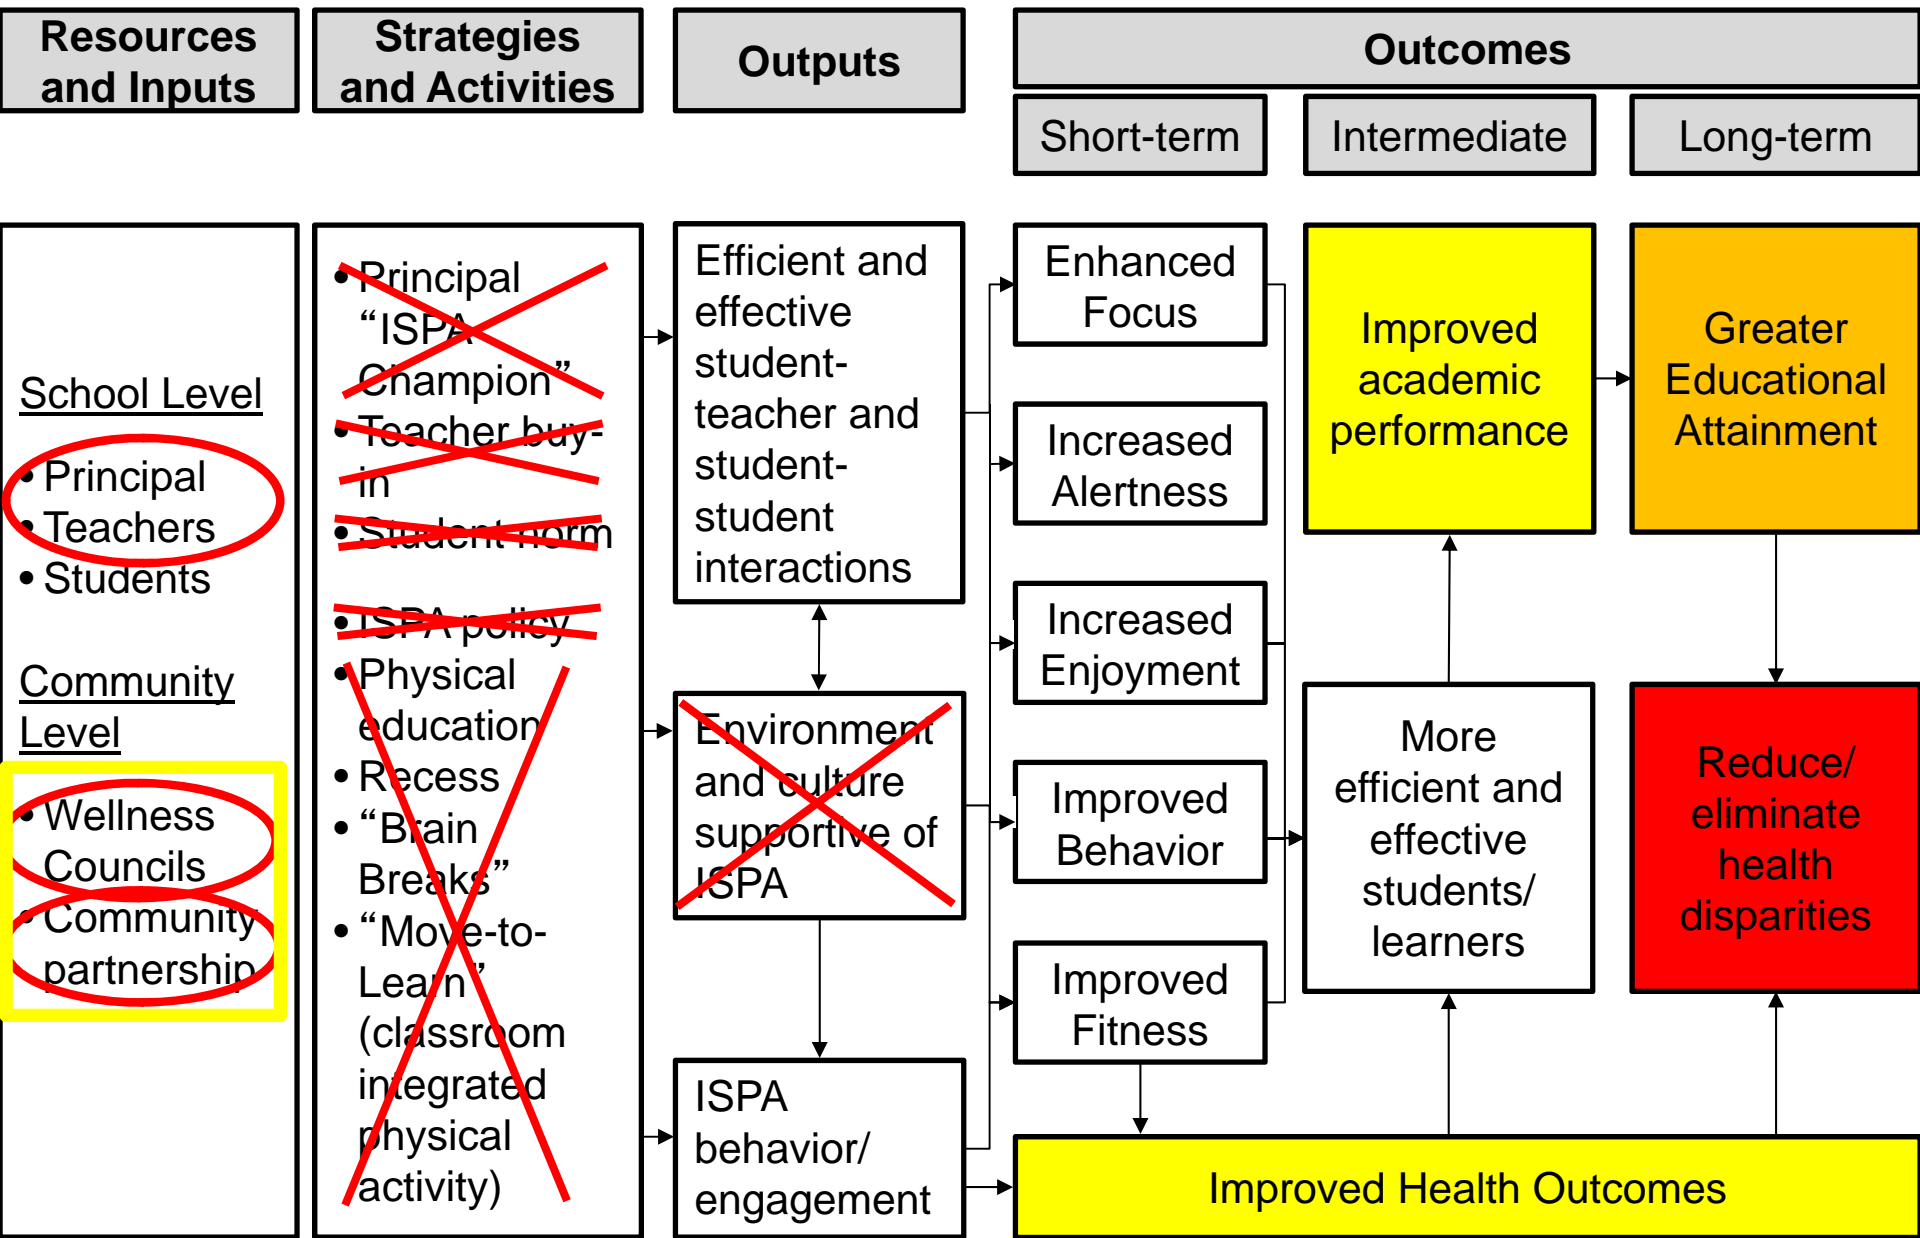 Resources
and Inputs
Strategies
and Activities
Outputs
Outcomes
Short-term
Intermediate
Long-term
School Level
• Principal
• Teachers
• Students
Community
Level
• Wellness
Councils
• Community
partnership
• Principal
“ISPA
Champion”
• Teacher buy-
in
• Student norm
• ISPA policy
• Physical
education
• Recess
• “Brain
Breaks”
• “Move-to-
Learn”
(classroom
integrated
physical
activity)
Efficient and
effective
student-
teacher and
student-
student
interactions
Environment
and culture
supportive of
ISPA
ISPA
behavior/
engagement
Enhanced
Focus
Increased
Alertness
Increased
Enjoyment
Improved
Behavior
Improved
Fitness
Improved
academic
performance
More
efficient and
effective
students/
learners
Greater
Educational
Attainment
Reduce/
eliminate
health
disparities
Improved Health Outcomes